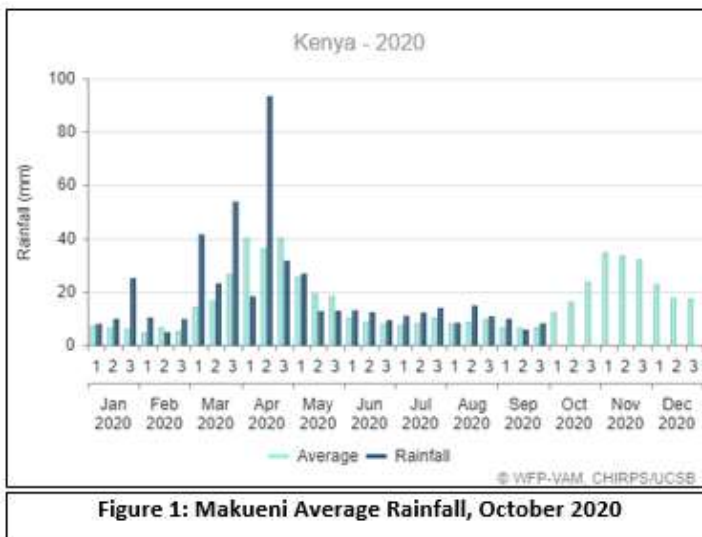 Kenya - 2020
Rainfall (mm)
100
80
60
40
20
0
1 2 3 1 2 3 1 2 3 1 2 3 1 2 3 1 2 3 1 2 3 1 2 3 1 2 3 1 2 3 1 2 3 1 2 3
Jan Feb Mar Apr May Jun Jul Aug Sep Oct Nov Dec
2020 2020 2020 2020 2020 2020 2020 2020 2020 2020 2020 2020
Average Rainfall
© WFP-VAM, CHIRPS/UCSB
Figure 1: Makueni Average Rainfall, October 2020